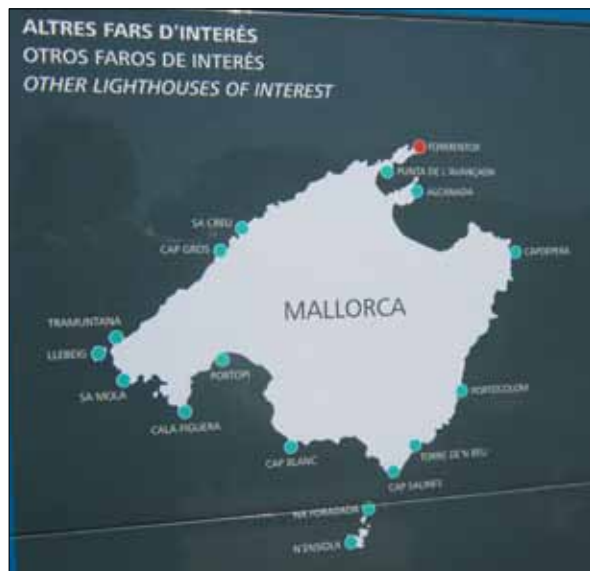 ALTRES FARS D'INTERÉS
OTROS FAROS DE INTERÉS
OTHER LIGHTHOUSES OF INTEREST
FORMENTOR
PUNTA DE L'AVANÇADA
ALCANADA
SA CREU
CAP GROS
CAPDEPERA
MALLORCA
TRAMUNTANA
LLEBEIG
PORTOPI
SA MOLA
PORTOCOLOM
CALA FIGUERA
CAP BLANC
TORRE DE'N BEU
CAP SALINES
NA FORADADA
N'ENSIOLA